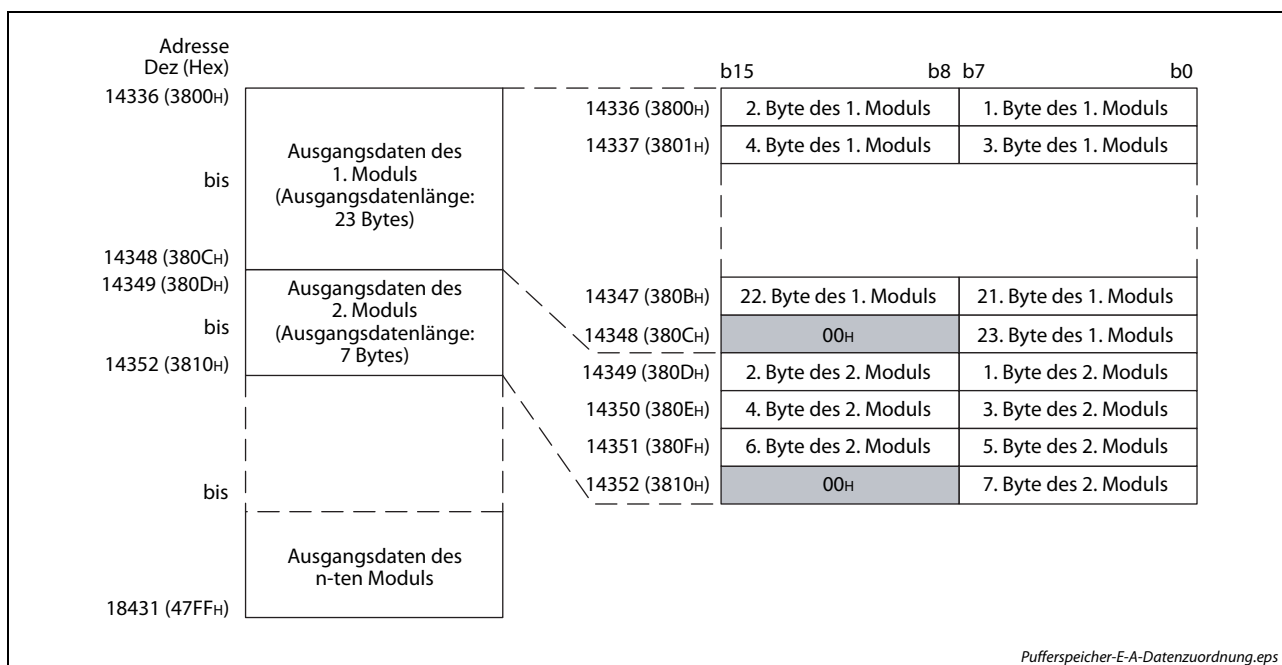 Adresse
Dez (Hex)
14336 (3800H)
bis
14348 (380CH)
14349 (380DH)
bis
14352 (3810H)
bis
18431 (47FFH)
Ausgangsdaten des
1. Moduls
(Ausgangsdatenlänge:
23 Bytes)
Ausgangsdaten des
2. Moduls
(Ausgangsdatenlänge:
7 Bytes)
Ausgangsdaten des
n-ten Moduls
b15 b8 b7 b0
14336 (3800H) 2. Byte des 1. Moduls 1. Byte des 1. Moduls
14337 (3801H) 4. Byte des 1. Moduls 3. Byte des 1. Moduls
14347 (380BH) 22. Byte des 1. Moduls 21. Byte des 1. Moduls
14348 (380CH) 00H 23. Byte des 1. Moduls
14349 (380DH) 2. Byte des 2. Moduls 1. Byte des 2. Moduls
14350 (380EH) 4. Byte des 2. Moduls 3. Byte des 2. Moduls
14351 (380FH) 6. Byte des 2. Moduls 5. Byte des 2. Moduls
14352 (3810H) 00H 7. Byte des 2. Moduls
Pufferspeicher-E-A-Datenzuordnung.eps